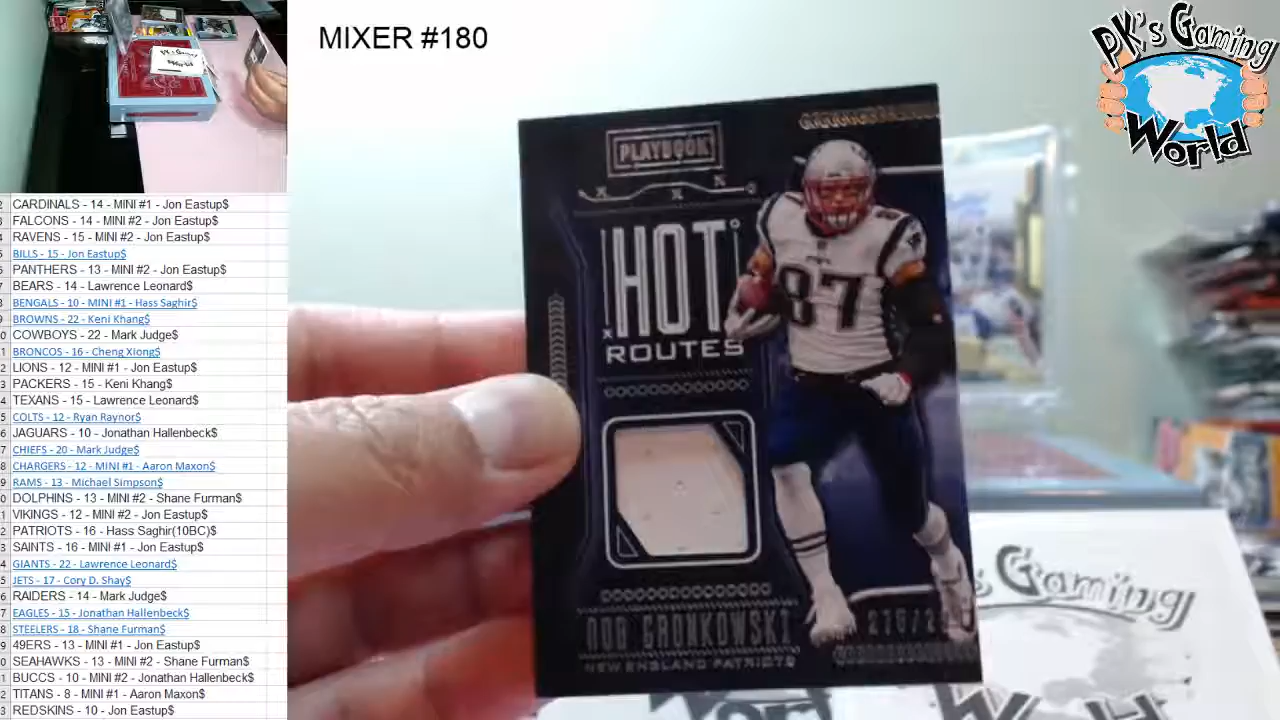 MIXER #180
PK's Gaming
World
CARDINALS - 14 - MINI #1 - Jon Eastup$
FALCONS - 14 - MINI #2 - Jon Eastup$
RAVENS - 15 - MINI #2 - Jon Eastup$
BILLS - 15 - Jon Eastup$
PANTHERS - 13 - MINI #2 - Jon Eastup$
BEARS - 14 - Lawrence Leonard$
BENGALS - 10 - MINI #1 - Hass Saghir$
BROWNS - 22 - Keni Khang$
COWBOYS - 22 - Mark Judge$
BRONCOS - 16 - Cheng Xiong$
LIONS - 12 - MINI #1 - Jon Eastup$
PACKERS - 15 - Keni Khang$
TEXANS - 15 - Lawrence Leonard$
COLTS - 12 - Ryan Raynor$
JAGUARS - 10 - Jonathan Hallenbeck$
CHIEFS - 20 - Mark Judge$
CHARGERS - 12 - MINI #1 - Aaron Maxon$
RAMS - 13 - Michael Simpson$
DOLPHINS - 13 - MINI #2 - Shane Furman$
VIKINGS - 12 - MINI #2 - Jon Eastup$
PATRIOTS - 16 - Hass Saghir(10BC)$
SAINTS - 16 - MINI #1 - Jon Eastup$
GIANTS - 22 - Lawrence Leonard$
JETS - 17 - Cory D. Shay$
RAIDERS - 14 - Mark Judge$
EAGLES - 15 - Jonathan Hallenbeck$
STEELERS - 18 - Shane Furman$
49ERS - 13 - MINI #1 - Jon Eastup$
SEAHAWKS - 13 - MINI #2 - Shane Furman$
BUCCS - 10 - MINI #2 - Jonathan Hallenbeck$
TITANS - 8 - MINI #1 - Aaron Maxon$
REDSKINS - 10 - Jon Eastup$
PLAYBOOK
HOT
ROUTES
87
ROB GRONKOWSKI
NEW ENGLAND PATRIOTS
PK's Gaming
World